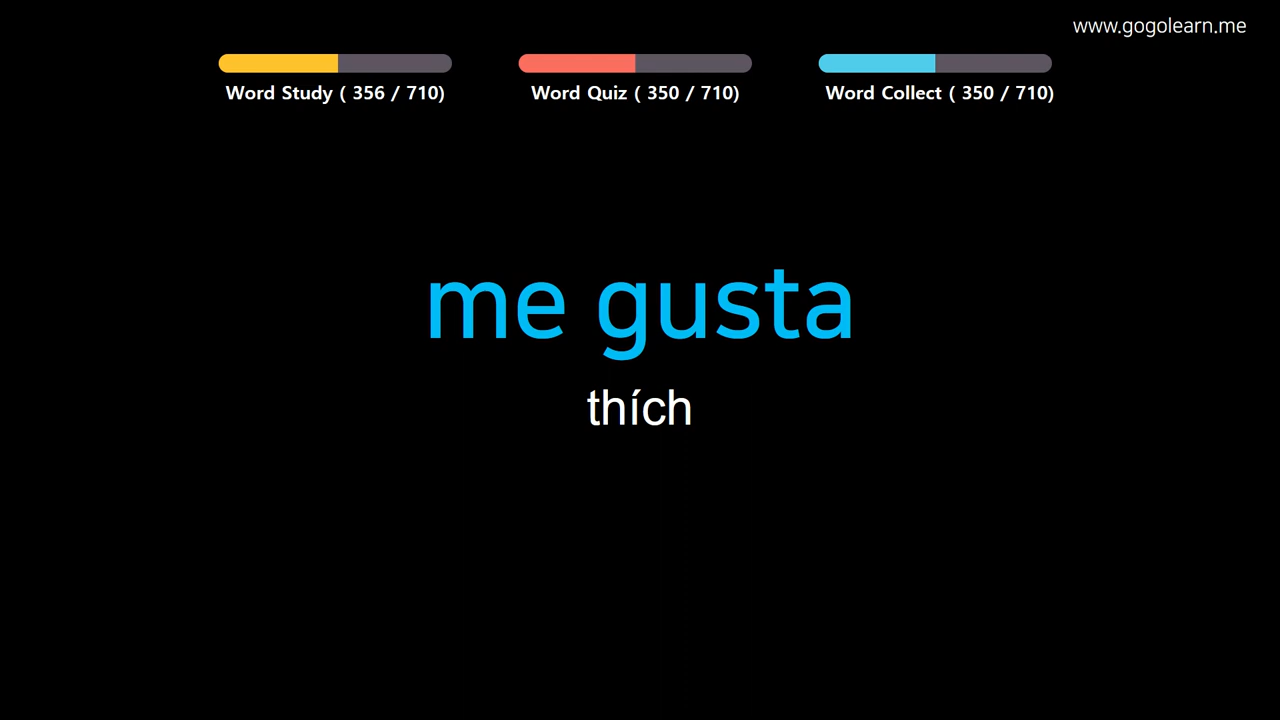 www.gogolearn.me
Word Study ( 356 / 710)
Word Quiz ( 350 / 710)
Word Collect ( 350 / 710)
me gusta
thích